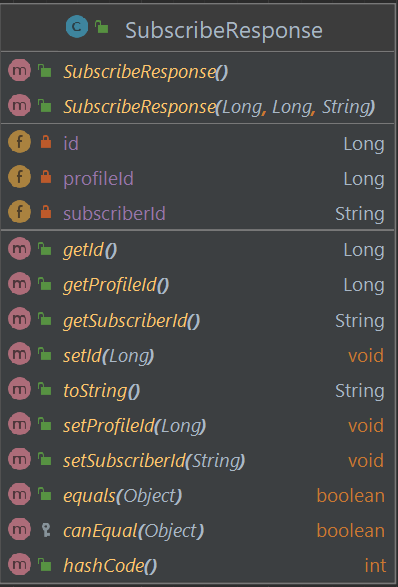 SubscribeResponse
SubscribeResponse()
SubscribeResponse(Long, Long, String)
id Long
profileId Long
subscriberId String
getId() Long
getProfileId() Long
getSubscriberId() String
setId(Long) void
toString() String
setProfileId(Long) void
setSubscriberId(String) void
equals(Object) boolean
canEqual(Object) boolean
hashCode() int